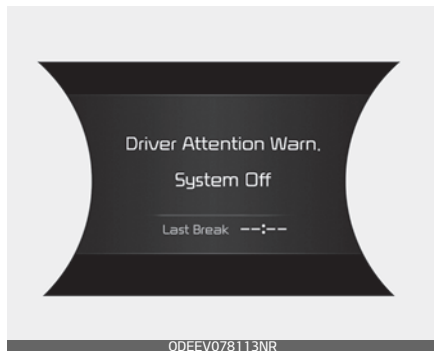 Driver Attention Warn.
System Off
Last Break --:--
ODEEV078113NR